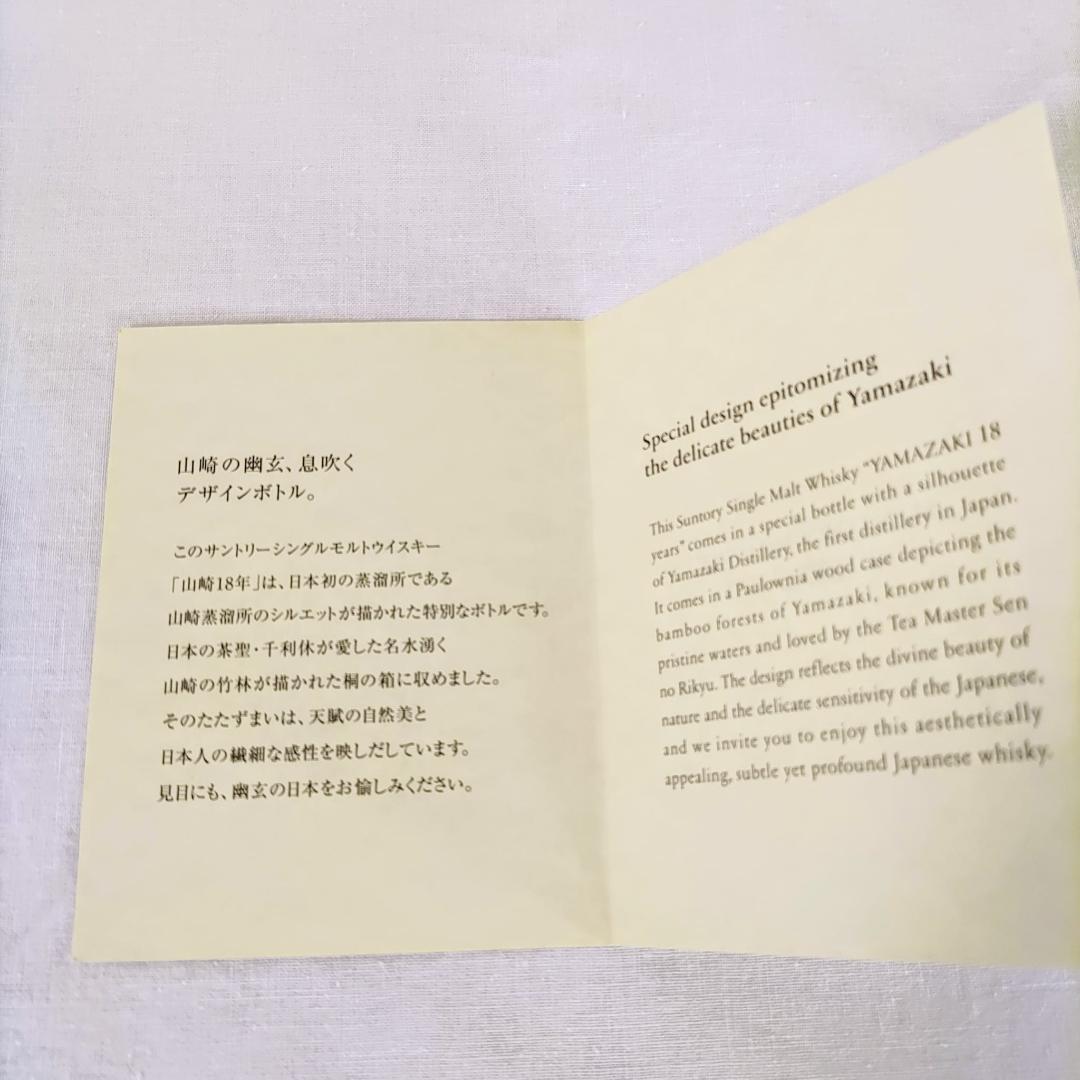 山崎の幽玄、息吹く
デザインボトル。
このサントリーシングルモルトウイスキー
「山崎18年」は、日本初の蒸溜所である
山崎蒸溜所のシルエットが描かれた特別なボトルです。
日本の茶聖・千利休が愛した名水湧く
山崎の竹林が描かれた桐の箱に収めました。
そのたたずまいは、天賦の自然美と
日本人の繊細な感性を映しだしています。
見目にも、幽玄の日本をお愉しみください。
Special design epitomizing
the delicate beauties of Yamazaki
This Suntory Single Malt Whisky "YAMAZAKI 18
years" comes in a special bottle with a silhouette
of Yamazaki Distillery, the first distillery in Japan.
It comes in a Paulownia wood case depicting the
bamboo forests of Yamazaki, known for its
pristine waters and loved by the Tea Master Sen
no Rikyu. The design reflects the divine beauty of
nature and the delicate sensitivity of the Japanese,
and we invite you to enjoy this aesthetically
appealing, subtle yet profound Japanese whisky.